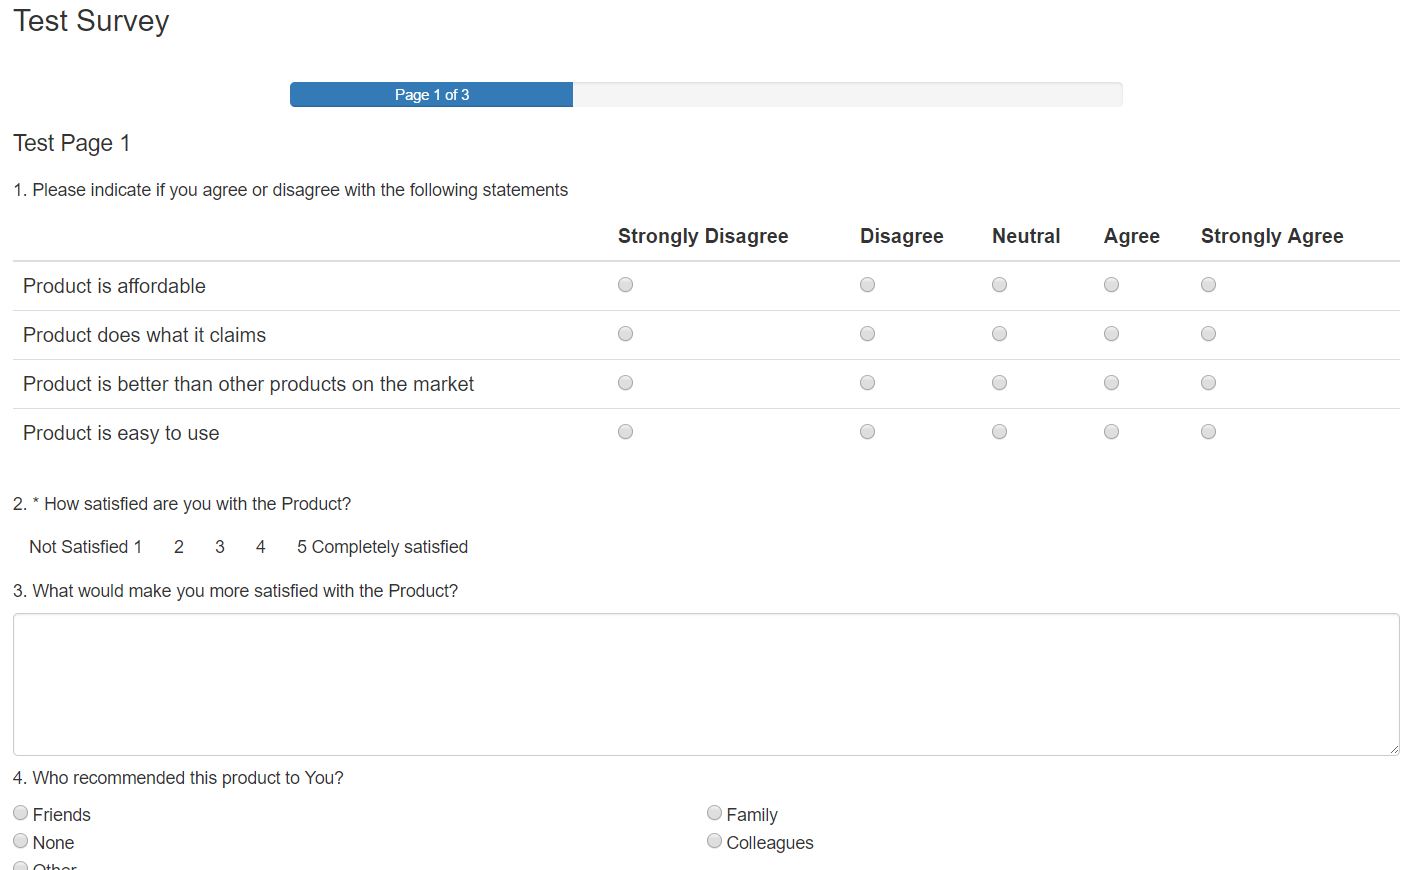 Test Survey
Page 1 of 3
Test Page 1
1. Please indicate if you agree or disagree with the following statements
Strongly Disagree Disagree Neutral Agree Strongly Agree
Product is affordable
Product does what it claims
Product is better than other products on the market
Product is easy to use
2. * How satisfied are you with the Product?
Not Satisfied 1 2 3 4 5 Completely satisfied
3. What would make you more satisfied with the Product?
4. Who recommended this product to You?
Friends Family
None Colleagues
Other